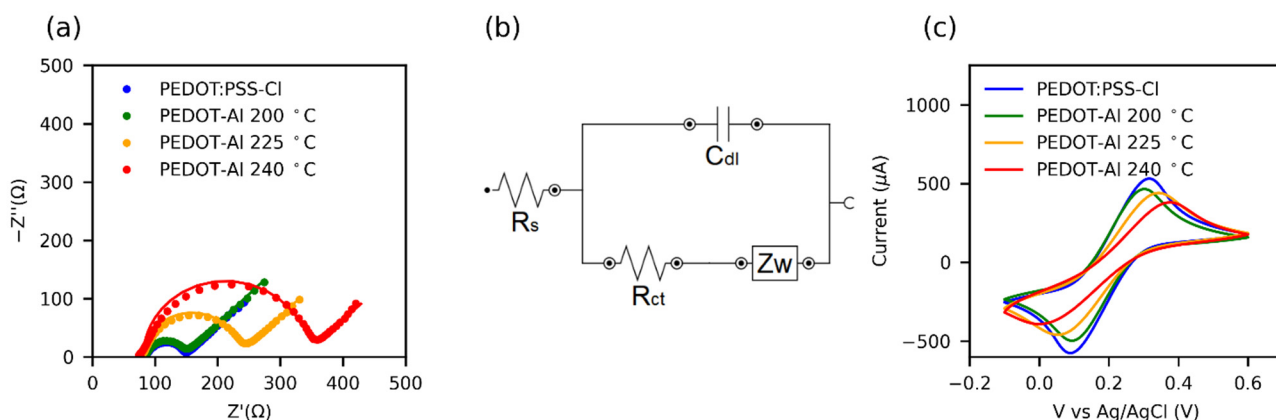 (a)
500
400
300
200
100
0
−Z''(Ω)
PEDOT:PSS-Cl
PEDOT-Al 200 °C
PEDOT-Al 225 °C
PEDOT-Al 240 °C
0 100 200 300 400 500
Z'(Ω)
(b)
Cdl
Rs
Rct
Zw
(c)
1000
500
0
−500
Current (μA)
PEDOT:PSS-Cl
PEDOT-Al 200 °C
PEDOT-Al 225 °C
PEDOT-Al 240 °C
−0.2 0.0 0.2 0.4 0.6
V vs Ag/AgCl (V)